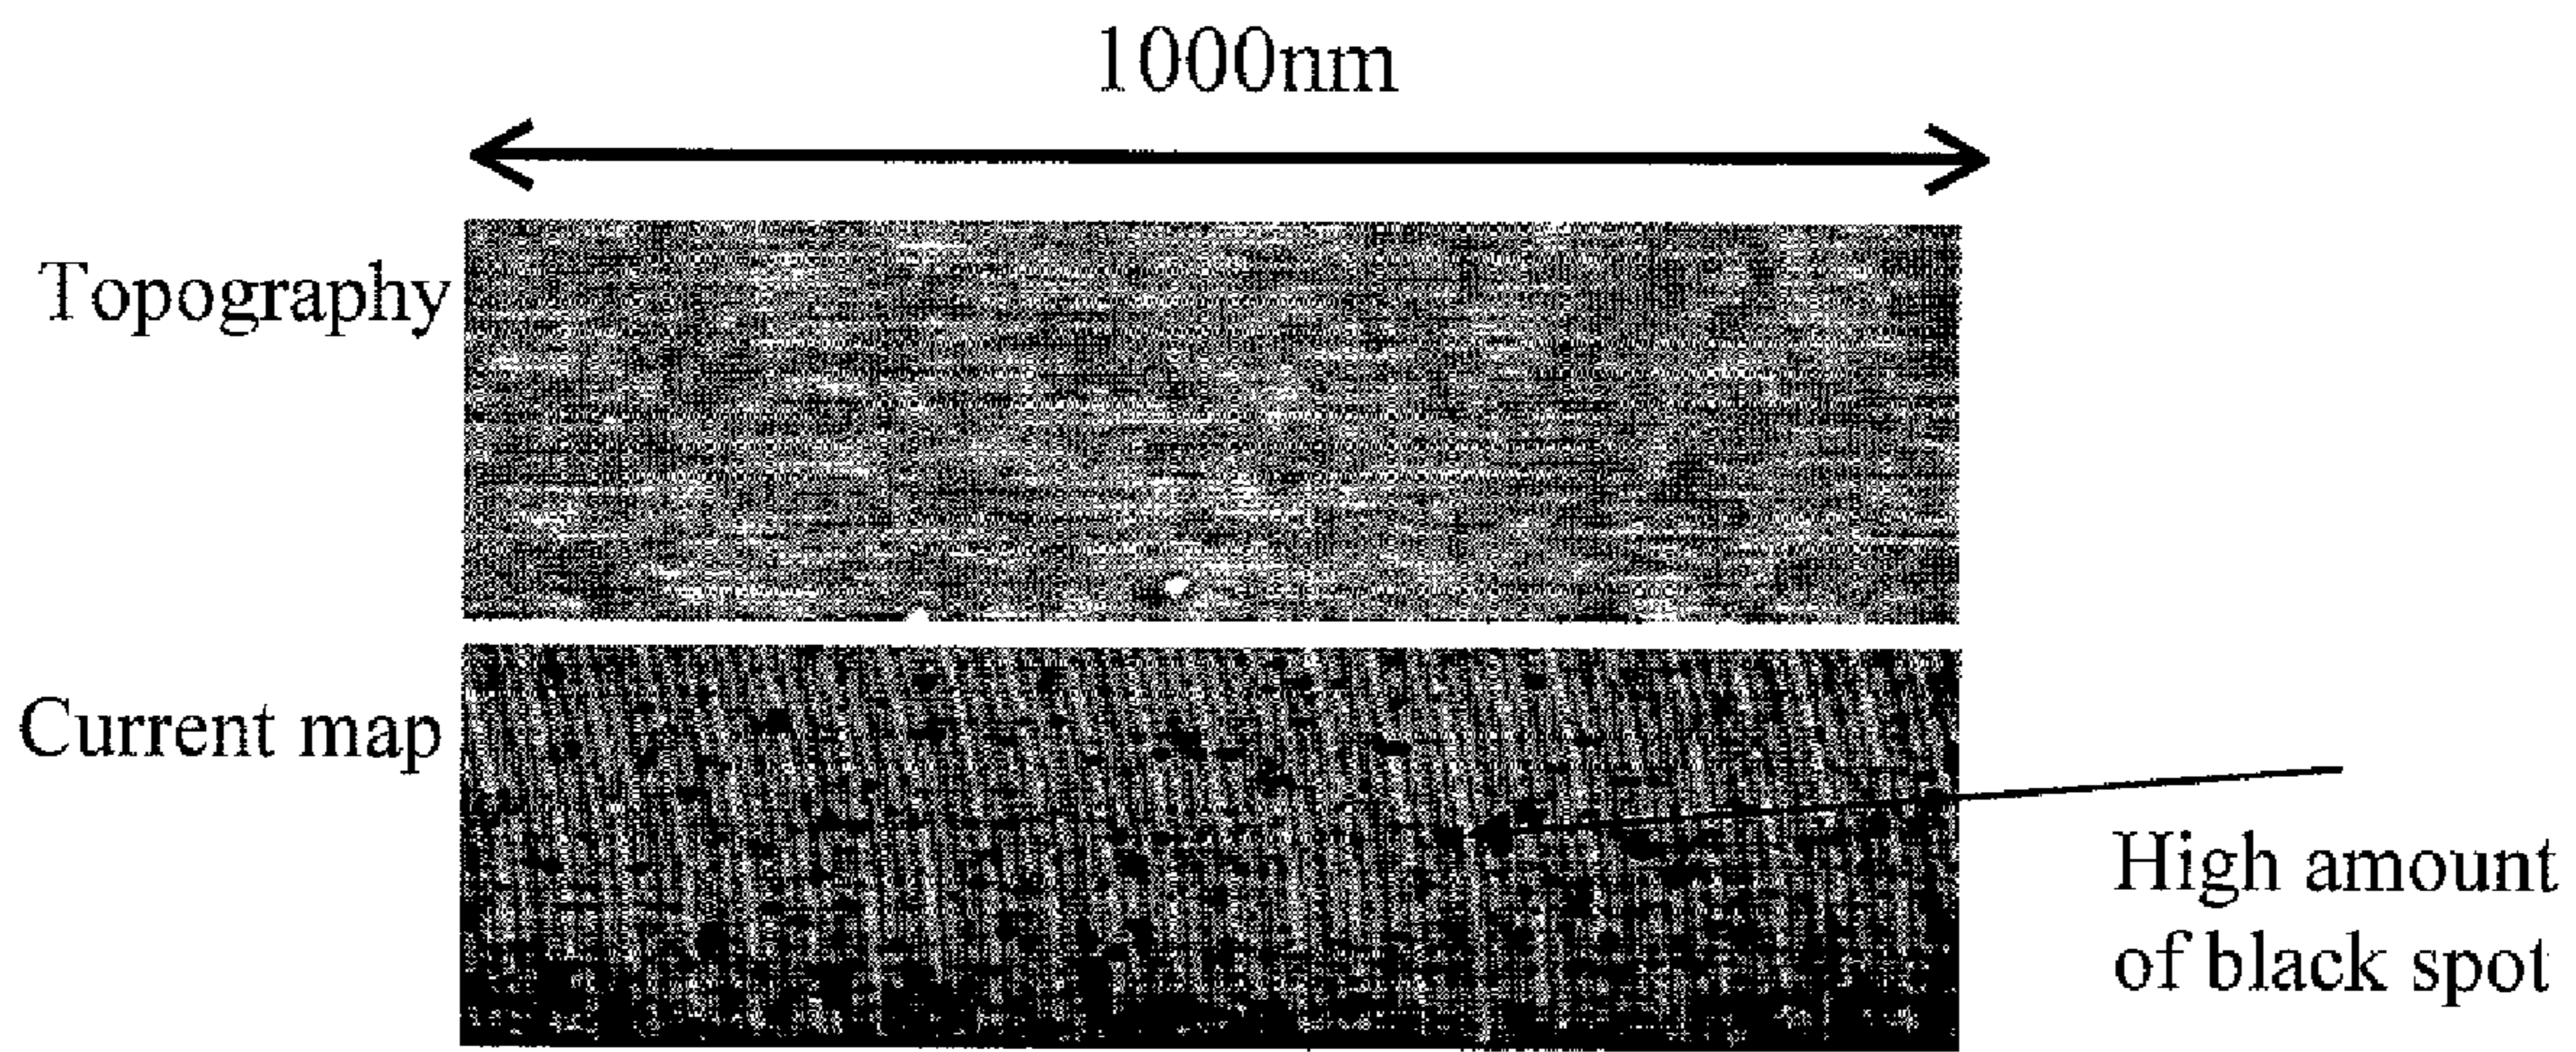 1000nm
Topography
Current map
High amount
of black spot